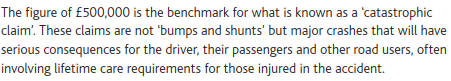 The figure of £500,000 is the benchmark for what is known as a ‘catastrophic
claim’. These claims are not ‘bumps and shunts’ but major crashes that will have
serious consequences for the driver, their passengers and other road users, often
involving lifetime care requirements for those injured in the accident.